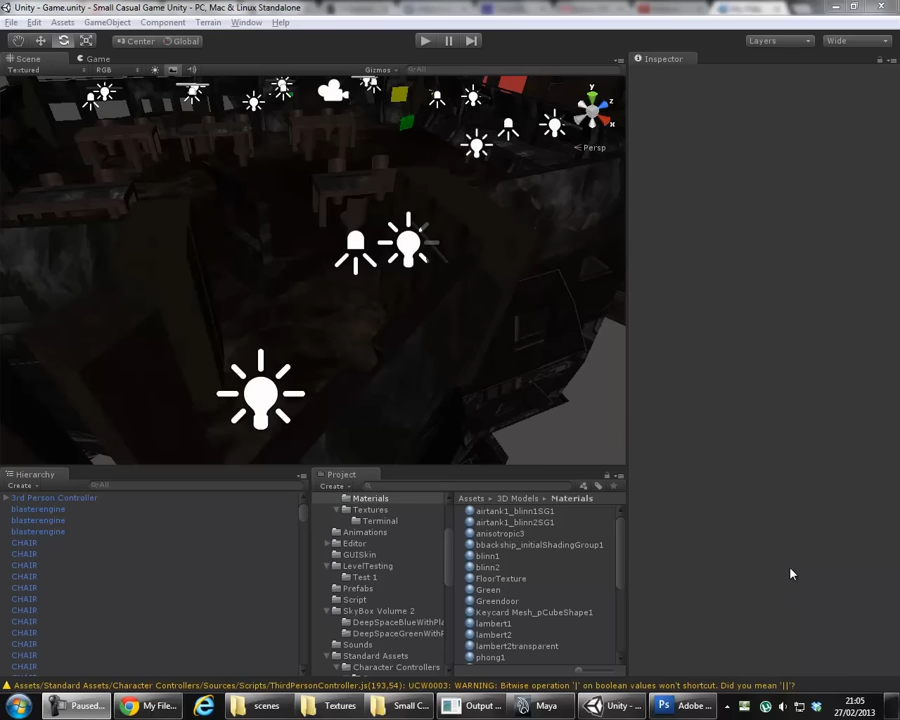 Unity - Game.unity - Small Casual Game Unity - PC, Mac & Linux Standalone
File Edit Assets GameObject Component Terrain Window Help
Center Global Layers Wide
Scene Game Inspector
Textured RGB Gizmos All
y
z
x
Persp
Hierarchy Project
Create All Create
3rd Person Controller
blasterengine
blasterengine
blasterengine
CHAIR
CHAIR
CHAIR
CHAIR
CHAIR
CHAIR
CHAIR
CHAIR
CHAIR
CHAIR
CHAIR
CHAIR
Materials
Textures
Terminal
Animations
Editor
GUISkin
LevelTesting
Test 1
Prefabs
Script
SkyBox Volume 2
DeepSpaceBlueWithPla
DeepSpaceGreenWithP
Sounds
Standard Assets
Character Controllers
Assets 3D Models Materials
airtank1_blinn1SG1
airtank1_blinn2SG1
anisotropic3
bbackship_initialShadingGroup1
blinn1
blinn2
FloorTexture
Green
Greendoor
Keycard Mesh_pCubeShape1
lambert1
lambert2
lambert2transparent
phong1
Assets/Standard Assets/Character Controllers/Sources/Scripts/ThirdPersonController.js(193,54): UCW0003: WARNING: Bitwise operation '|' on boolean values won't shortcut. Did you mean '||'?
Paused... My File... scenes Textures Small C... Output ... Maya Unity - ... Adobe ...
21:05
27/02/2013